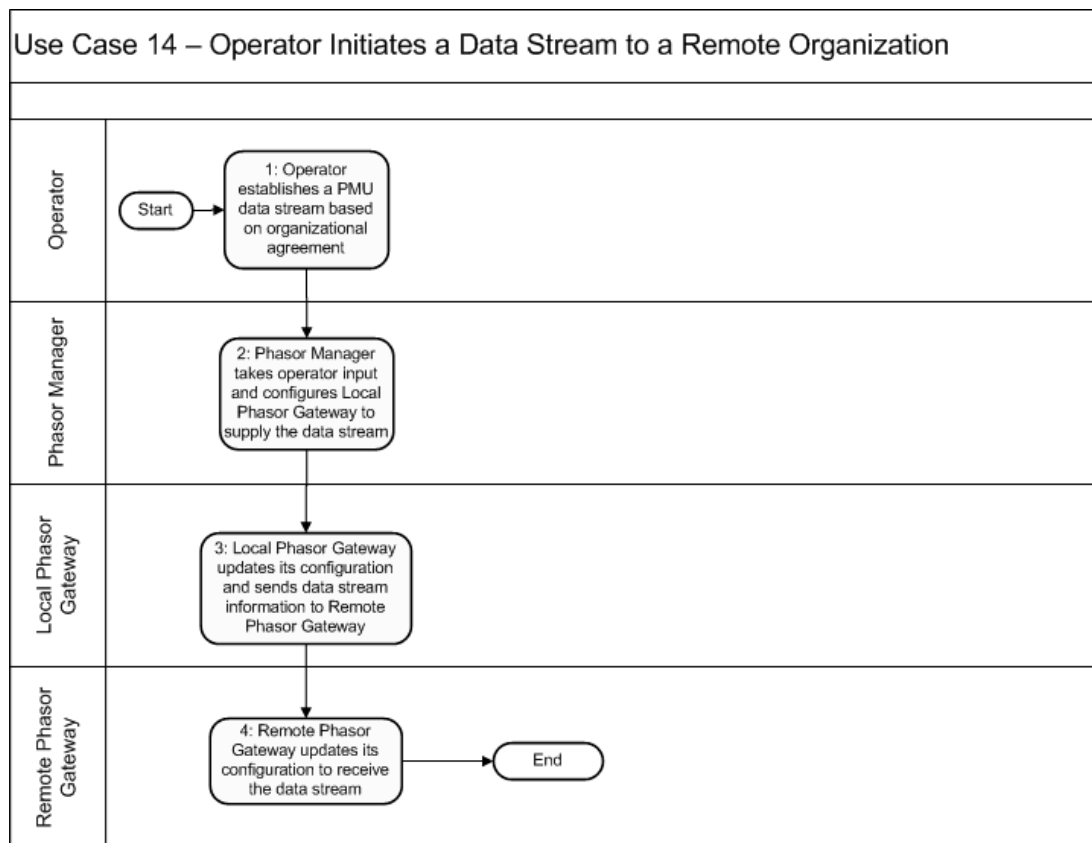 Use Case 14 – Operator Initiates a Data Stream to a Remote Organization
Operator
Start
1: Operator
establishes a PMU
data stream based
on organizational
agreement
Phasor Manager
2: Phasor Manager
takes operator input
and configures Local
Phasor Gateway to
supply the data stream
Local Phasor
Gateway
3: Local Phasor Gateway
updates its configuration
and sends data stream
information to Remote
Phasor Gateway
Remote Phasor
Gateway
4: Remote Phasor
Gateway updates its
configuration to receive
the data stream
End